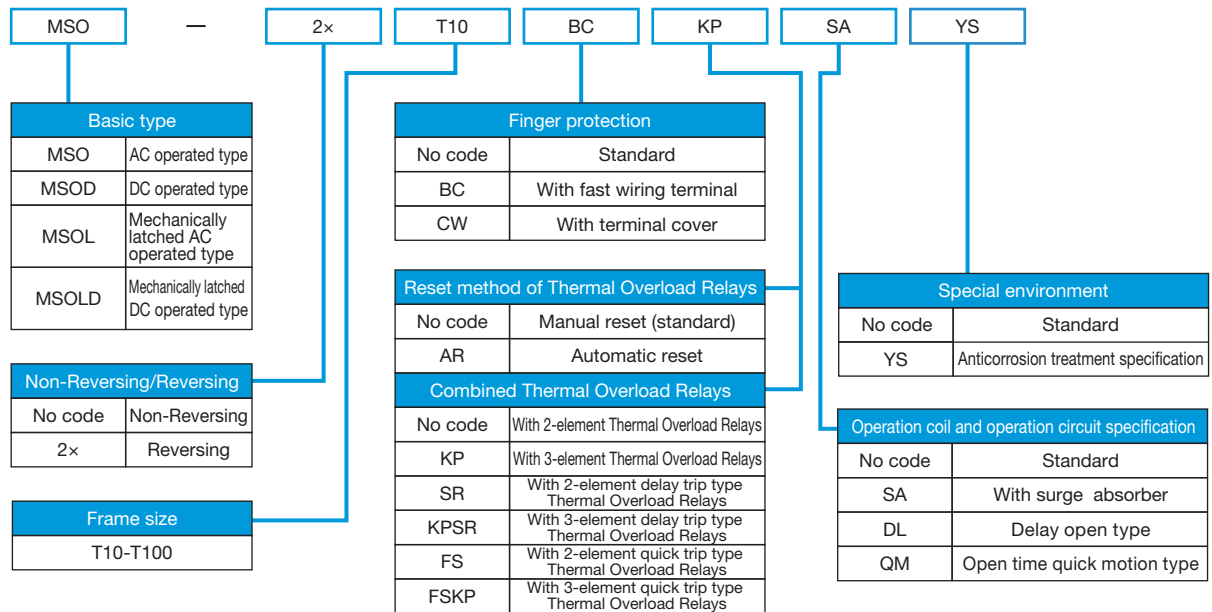 MSO — 2× T10 BC KP SA YS
Basic type
MSO AC operated type
MSOD DC operated type
MSOL Mechanically
latched AC
operated type
MSOLD Mechanically latched
DC operated type
Non-Reversing/Reversing
No code Non-Reversing
2× Reversing
Frame size
T10-T100
Finger protection
No code Standard
BC With fast wiring terminal
CW With terminal cover
Reset method of Thermal Overload Relays
No code Manual reset (standard)
AR Automatic reset
Combined Thermal Overload Relays
No code With 2-element Thermal Overload Relays
KP With 3-element Thermal Overload Relays
SR With 2-element delay trip type
Thermal Overload Relays
KPSR With 3-element delay trip type
Thermal Overload Relays
FS With 2-element quick trip type
Thermal Overload Relays
FSKP With 3-element quick trip type
Thermal Overload Relays
Special environment
No code Standard
YS Anticorrosion treatment specification
Operation coil and operation circuit specification
No code Standard
SA With surge absorber
DL Delay open type
QM Open time quick motion type